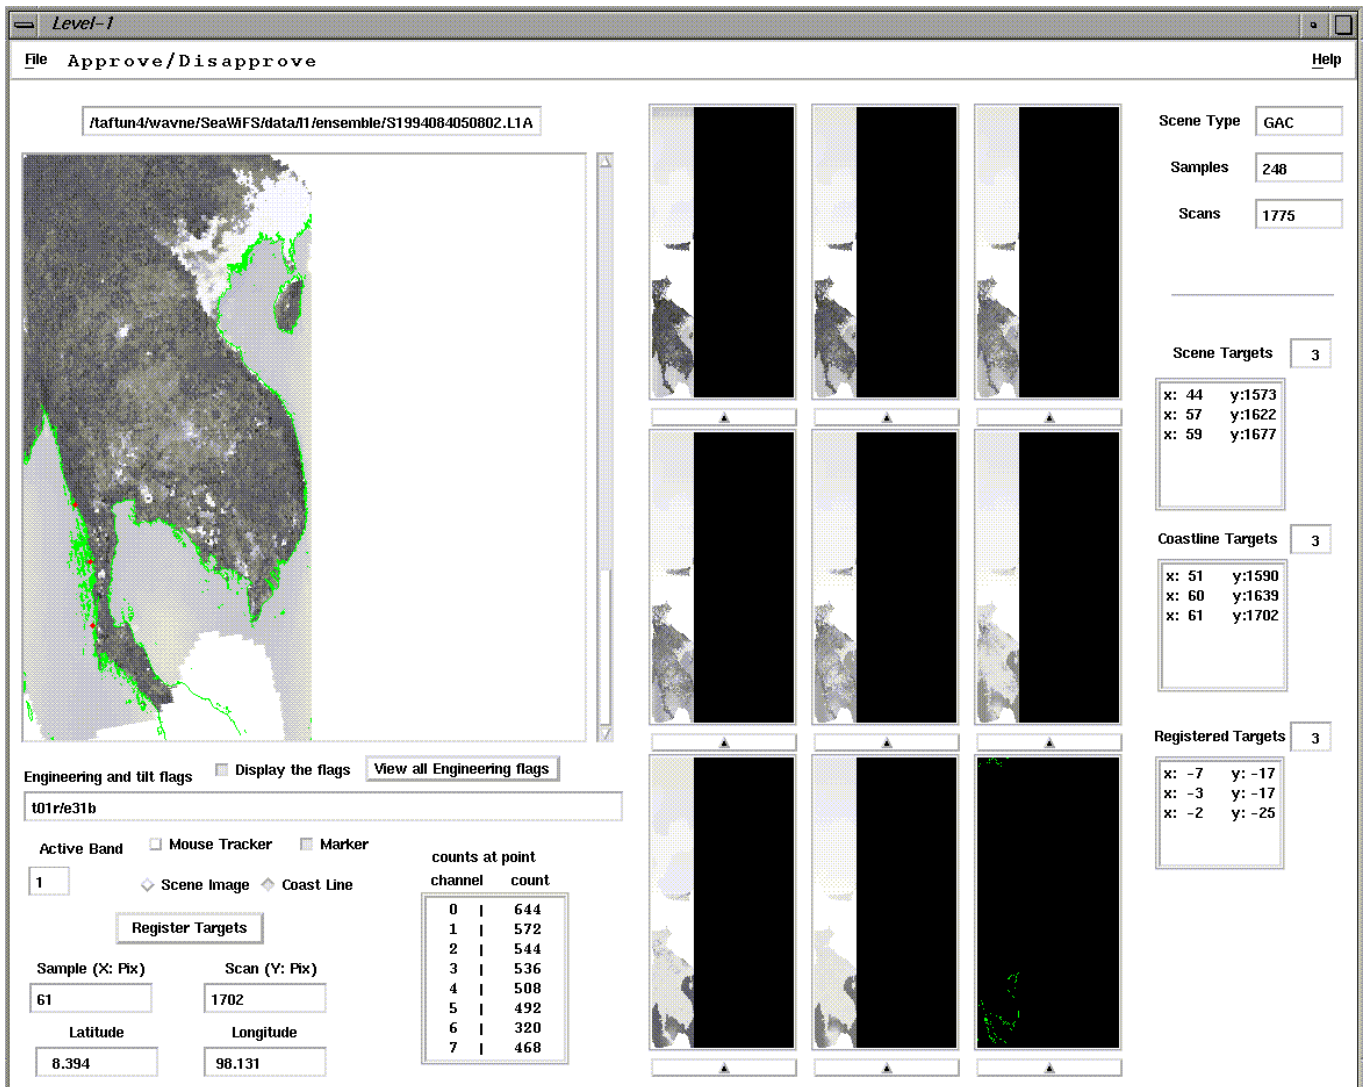 Level-1
File Approve/Disapprove Help
/taftun4/wavne/SeaWiFS/data/l1/ensemble/S1994084050802.L1A
Scene Type GAC
Samples 248
Scans 1775
Scene Targets 3
x: 44 y:1573
x: 57 y:1622
x: 59 y:1677
Coastline Targets 3
x: 51 y:1590
x: 60 y:1639
x: 61 y:1702
Registered Targets 3
x: -7 y: -17
x: -3 y: -17
x: -2 y: -25
Engineering and tilt flags Display the flags View all Engineering flags
t01r/e31b
Active Band Mouse Tracker Marker
1 Scene Image Coast Line
Register Targets
Sample (X: Pix) Scan (Y: Pix)
61 1702
Latitude Longitude
8.394 98.131
counts at point
channel count
0 | 644
1 | 572
2 | 544
3 | 536
4 | 508
5 | 492
6 | 320
7 | 468